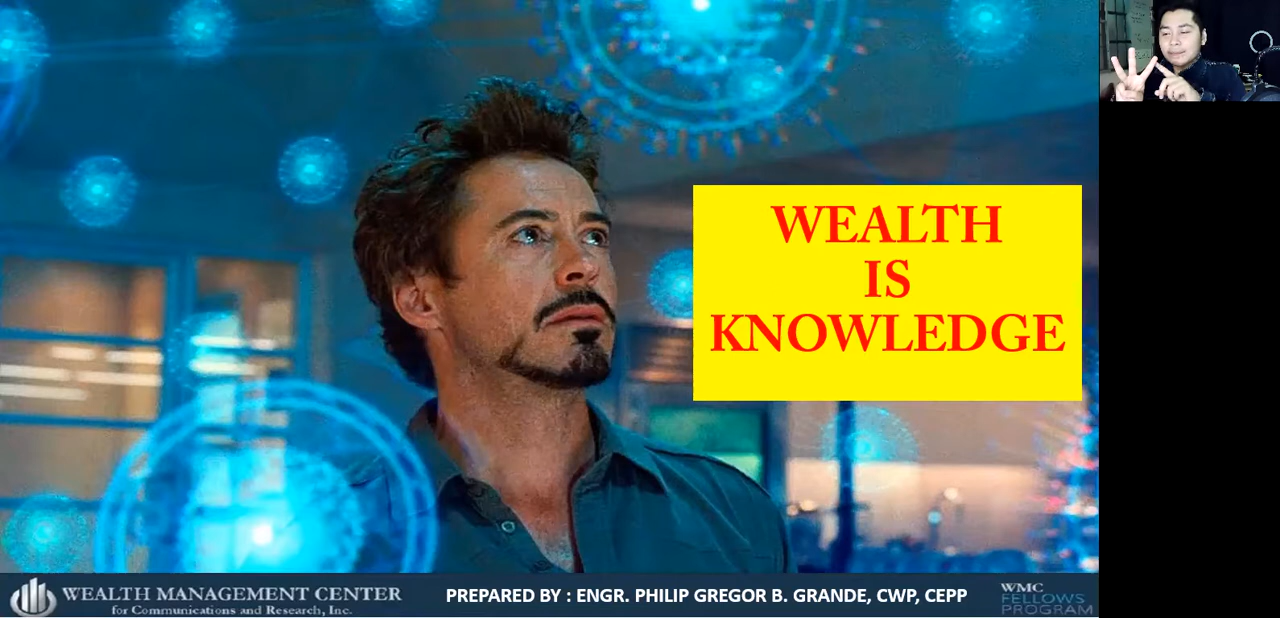 WEALTH
IS
KNOWLEDGE
WEALTH MANAGEMENT CENTER
for Communications and Research, Inc.
PREPARED BY : ENGR. PHILIP GREGOR B. GRANDE, CWP, CEPP
WMC
FELLOWS
PROGRAM